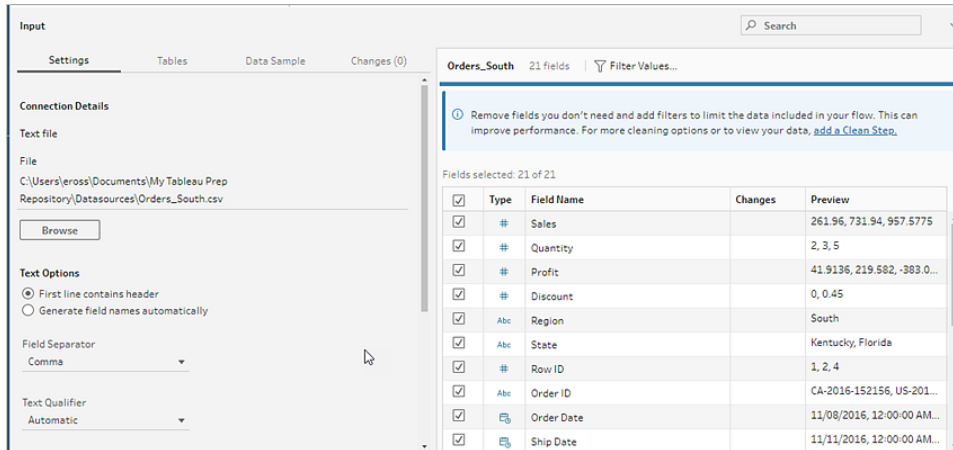 Input
Search
Settings Tables Data Sample Changes (0)
Connection Details
Text file
File
C:\Users\eross\Documents\My Tableau Prep
Repository\Datasources\Orders_South.csv
Browse
Text Options
First line contains header
Generate field names automatically
Field Separator
Comma
Text Qualifier
Automatic
Orders_South 21 fields Filter Values...
Remove fields you don't need and add filters to limit the data included in your flow. This can
improve performance. For more cleaning options or to view your data, add a Clean Step.
Fields selected: 21 of 21
Type Field Name Changes Preview
# Sales 261.96, 731.94, 957.5775
# Quantity 2, 3, 5
# Profit 41.9136, 219.582, -383.0...
# Discount 0, 0.45
Abc Region South
Abc State Kentucky, Florida
# Row ID 1, 2, 4
Abc Order ID CA-2016-152156, US-201...
Order Date 11/08/2016, 12:00:00 AM...
Ship Date 11/11/2016, 12:00:00 AM...